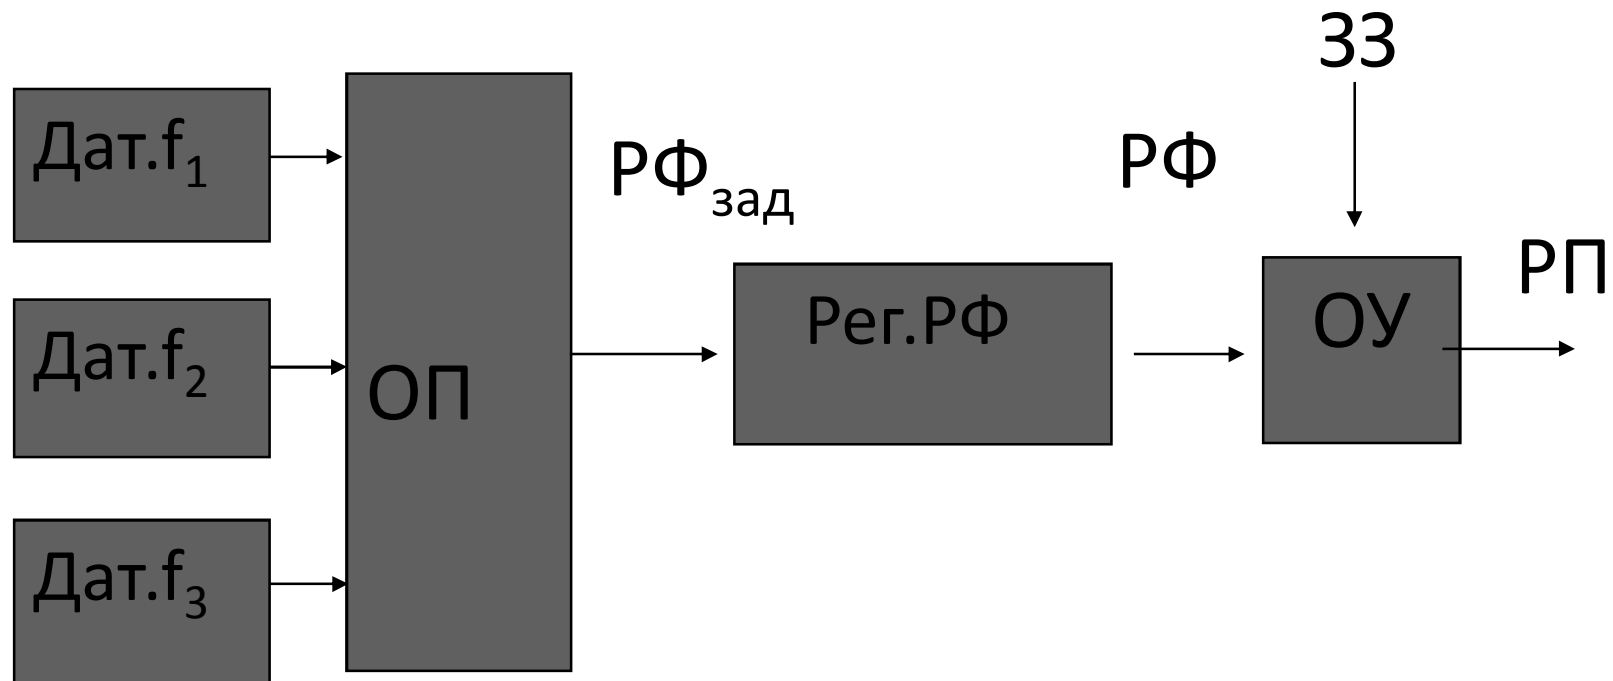 ЗЗ
Дат.f₁
РФзад
РФ
РП
Дат.f₂
ОП
Рег.РФ
ОУ
Дат.f₃